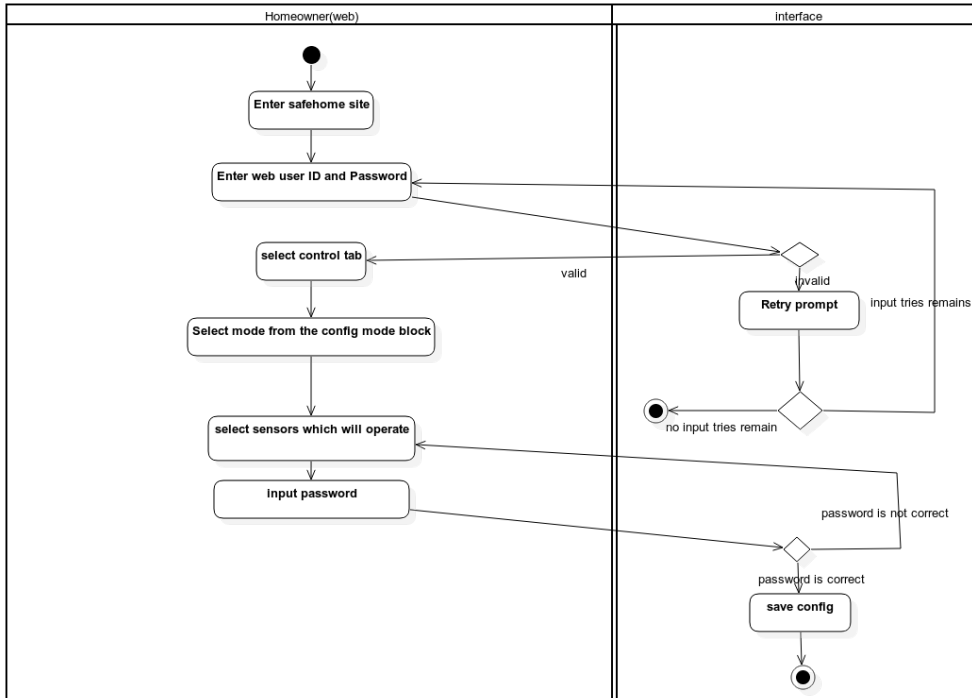 Homeowner(web)
interface
Enter safehome site
Enter web user ID and Password
select control tab
valid
invalid
Retry prompt
input tries remains
Select mode from the config mode block
no input tries remain
select sensors which will operate
input password
password is not correct
password is correct
save config